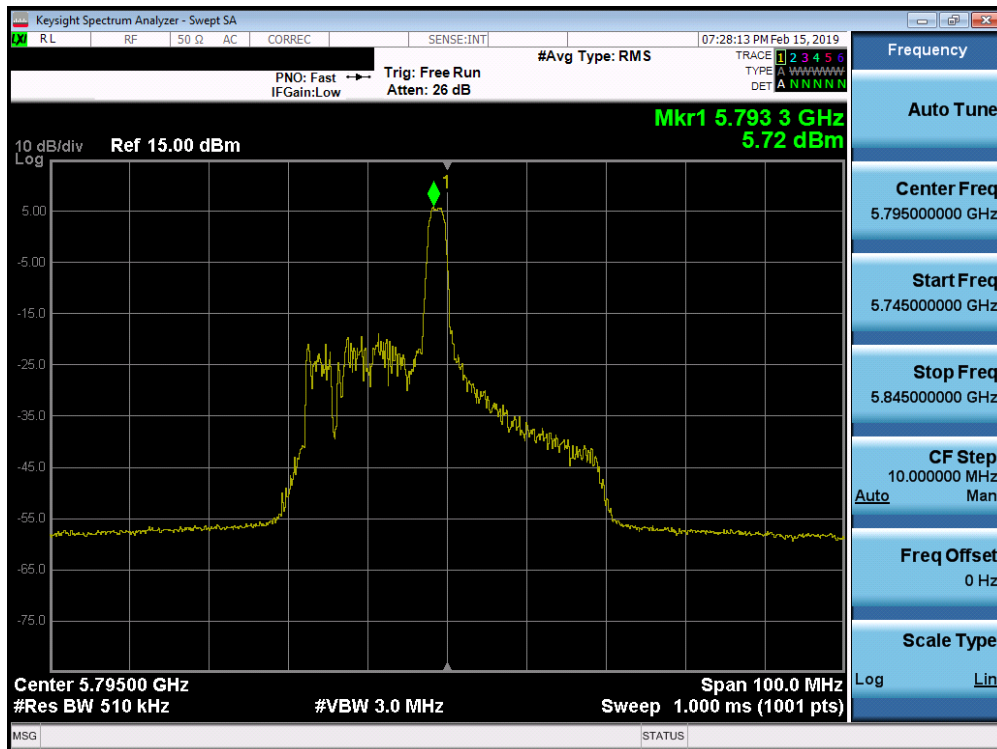 Keysight Spectrum Analyzer - Swept SA
LXI RL RF 50 Ω AC CORREC SENSE:INT 07:28:13 PM Feb 15, 2019
#Avg Type: RMS
TRACE 1 2 3 4 5 6
PNO: Fast Trig: Free Run
TYPE A WWWWW
IFGain:Low Atten: 26 dB
DET A N N N N N
Mkr1 5.793 3 GHz
5.72 dBm
10 dB/div Ref 15.00 dBm
Log
1
5.00
-5.00
-15.0
-25.0
-35.0
-45.0
-55.0
-65.0
-75.0
Center 5.79500 GHz Span 100.0 MHz
#Res BW 510 kHz #VBW 3.0 MHz Sweep 1.000 ms (1001 pts)
MSG STATUS
Frequency
Auto Tune
Center Freq
5.795000000 GHz
Start Freq
5.745000000 GHz
Stop Freq
5.845000000 GHz
CF Step
10.000000 MHz
Auto Man
Freq Offset
0 Hz
Scale Type
Log Lin